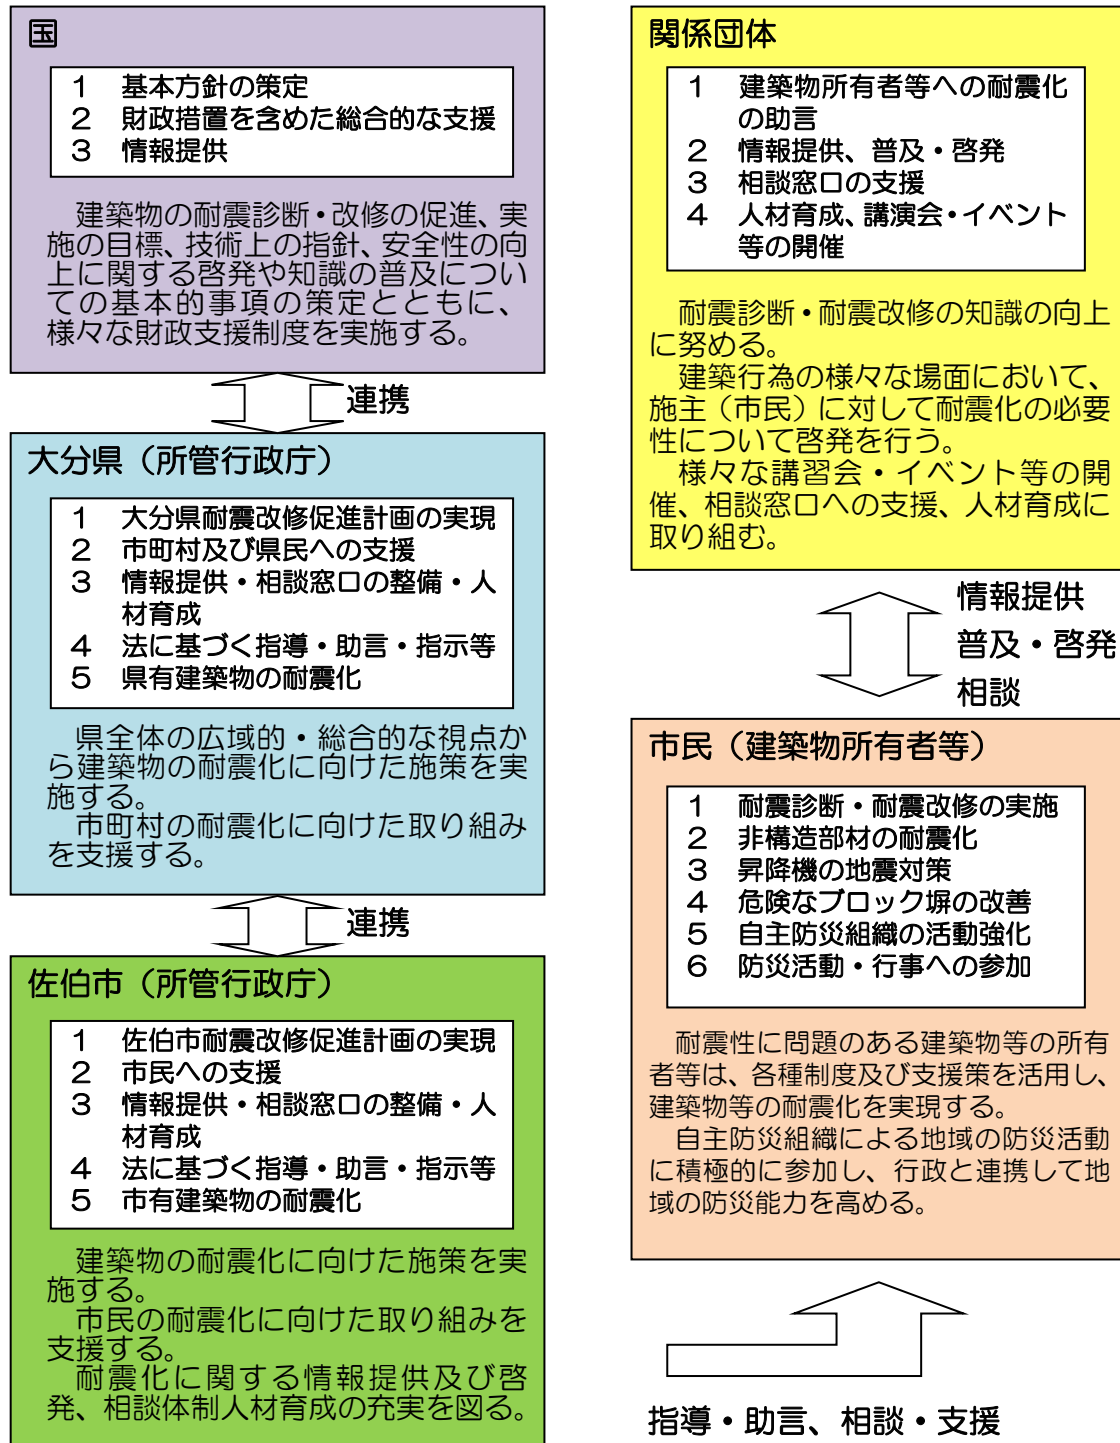 国
1 基本方針の策定
2 財政措置を含めた総合的な支援
3 情報提供
建築物の耐震診断・改修の促進、実
施の目標、技術上の指針、安全性の向
上に関する啓発や知識の普及につい
ての基本的事項の策定とともに、
様々な財政支援制度を実施する。
連携
大分県（所管行政庁）
1 大分県耐震改修促進計画の実現
2 市町村及び県民への支援
3 情報提供・相談窓口の整備・人
材育成
4 法に基づく指導・助言・指示等
5 県有建築物の耐震化
県全体の広域的・総合的な視点か
ら建築物の耐震化に向けた施策を実
施する。
市町村の耐震化に向けた取り組み
を支援する。
連携
佐伯市（所管行政庁）
1 佐伯市耐震改修促進計画の実現
2 市民への支援
3 情報提供・相談窓口の整備・人
材育成
4 法に基づく指導・助言・指示等
5 市有建築物の耐震化
建築物の耐震化に向けた施策を実
施する。
市民の耐震化に向けた取り組みを
支援する。
耐震化に関する情報提供及び啓
発、相談体制人材育成の充実を図る。
関係団体
1 建築物所有者等への耐震化
の助言
2 情報提供、普及・啓発
3 相談窓口の支援
4 人材育成、講演会・イベント
等の開催
耐震診断・耐震改修の知識の向上
に努める。
建築行為の様々な場面において、
施主（市民）に対して耐震化の必要
性について啓発を行う。
様々な講習会・イベント等の開
催、相談窓口への支援、人材育成に
取り組む。
情報提供
普及・啓発
相談
市民（建築物所有者等）
1 耐震診断・耐震改修の実施
2 非構造部材の耐震化
3 昇降機の地震対策
4 危険なブロック塀の改善
5 自主防災組織の活動強化
6 防災活動・行事への参加
耐震性に問題のある建築物等の所有
者等は、各種制度及び支援策を活用し、
建築物等の耐震化を実現する。
自主防災組織による地域の防災活動
に積極的に参加し、行政と連携して地
域の防災能力を高める。
指導・助言、相談・支援